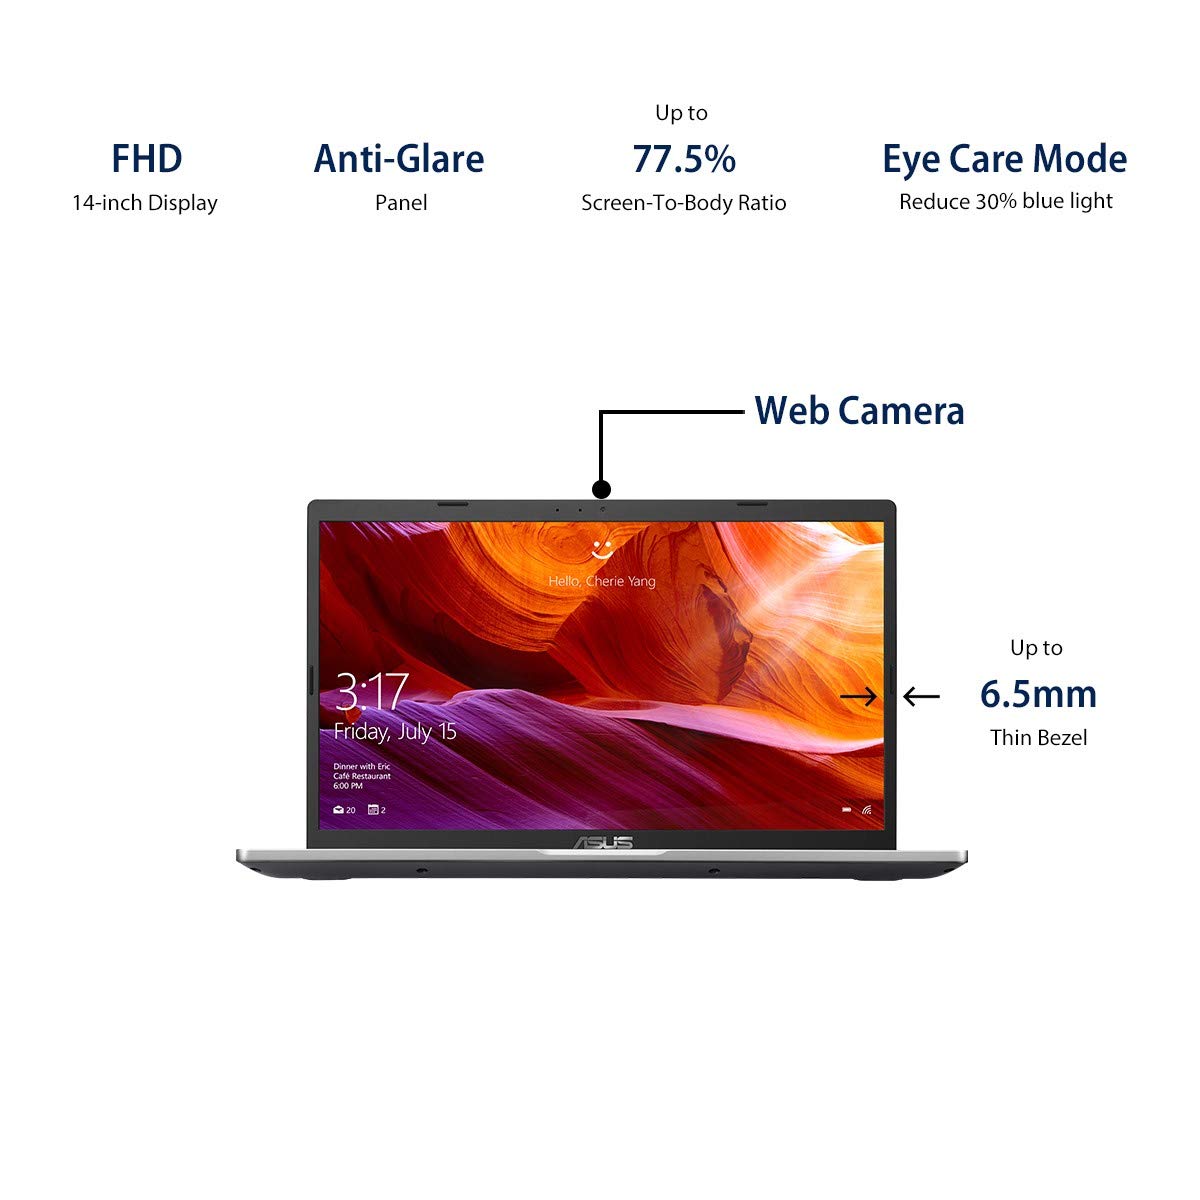 Up to
FHD
14-inch Display
Anti-Glare
Panel
77.5%
Screen-To-Body Ratio
Eye Care Mode
Reduce 30% blue light
Web Camera
Hello, Cherie Yang
3:17
Friday, July 15
Dinner with Eric
Café Restaurant
6:00 PM
20 2
ASUS
Up to
6.5mm
Thin Bezel